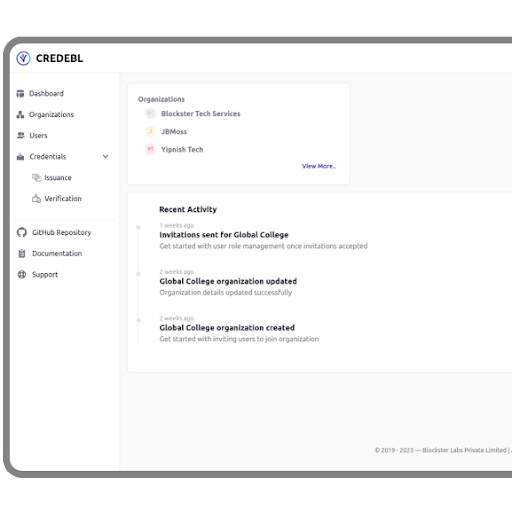 CREDEBL
Dashboard
Organizations
Users
Credentials
Issuance
Verification
GitHub Repository
Documentation
Support
Organizations
Blockster Tech Services
J JBMoss
YT Yipnish Tech
View More..
Recent Activity
1 weeks ago
Invitations sent for Global College
Get started with user role management once invitations accepted
2 weeks ago
Global College organization updated
Organization details updated successfully
2 weeks ago
Global College organization created
Get started with inviting users to join organization
© 2019 - 2023 — Blockster Labs Private Limited |